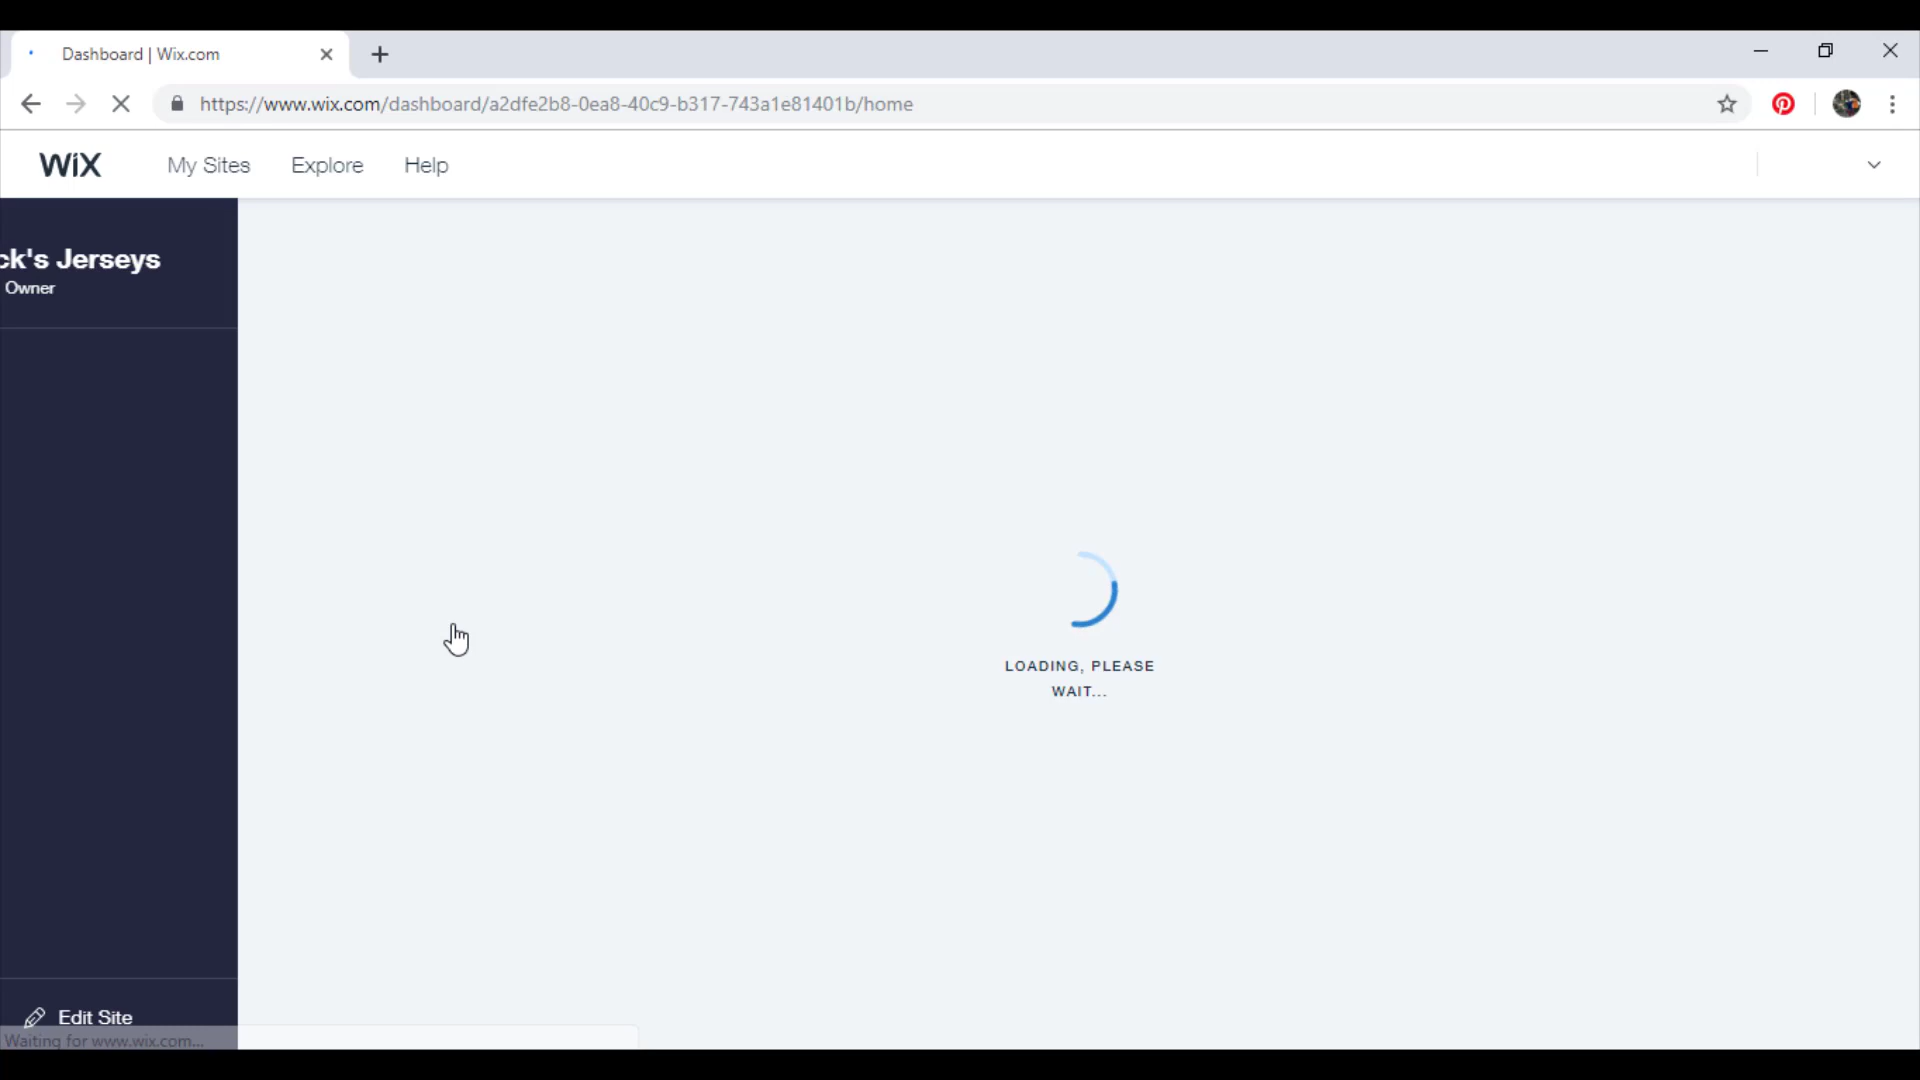 Dashboard | Wix.com
https://www.wix.com/dashboard/a2dfe2b8-0ea8-40c9-b317-743a1e81401b/home
WiX My Sites Explore Help
ck's Jerseys
Owner
LOADING, PLEASE
WAIT...
Edit Site
Waiting for www.wix.com...